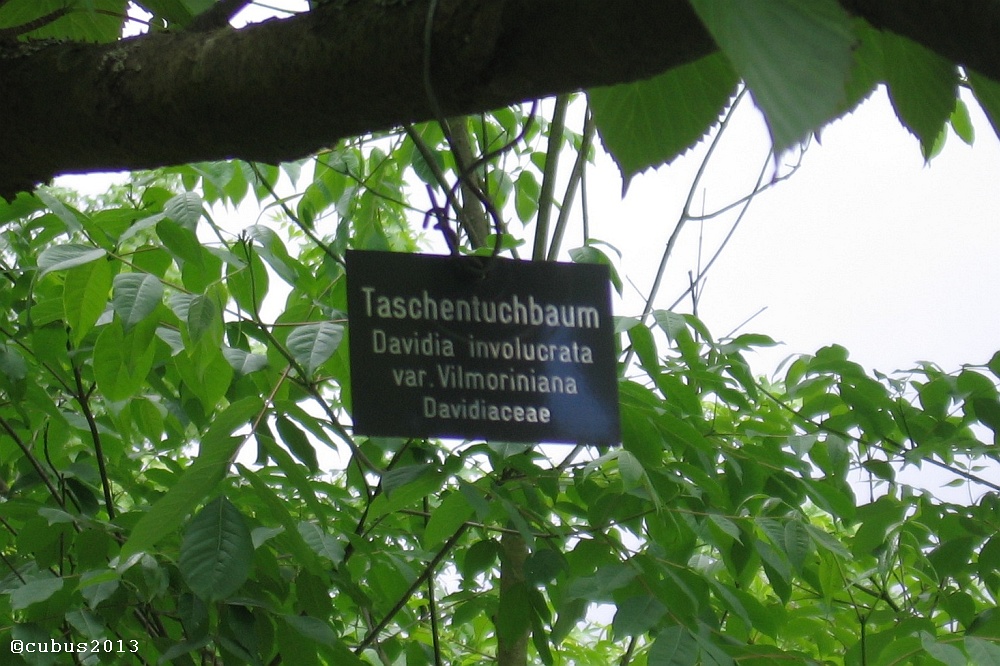 Taschentuchbaum
Davidia involucrata
var. Vilmoriniana
Davidiaceae
©cubus2013